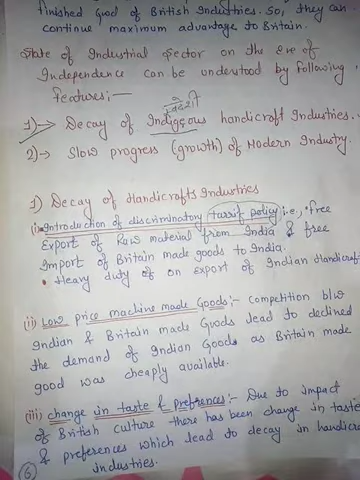 finished Good of British Industries. So, they can
continue maximum advantage to Britain.
State of Industrial Sector on the eve of
Independence can be understood by following
features:—
1)→ Decay of Indigeous handicraft Industries.
2)→ Slow progress (growth) of Modern Industry.
1) Decay of Handicrafts Industries
(i) Introduction of discriminatory tarrif policy i.e., • free
Export of Raw material from India & free
Import of Britain made goods to India.
• Heavy duty of on export of Indian Handicraft
(ii) Low price machine made Goods:- Competition b/w
Indian & Britain made Goods lead to declined
the demand of Indian Goods as Britain made
good was cheaply available.
(iii) change in taste & prefrences:- Due to impact
of British culture there has been change in taste
& preferences which lead to decay in handicra
industries.
6